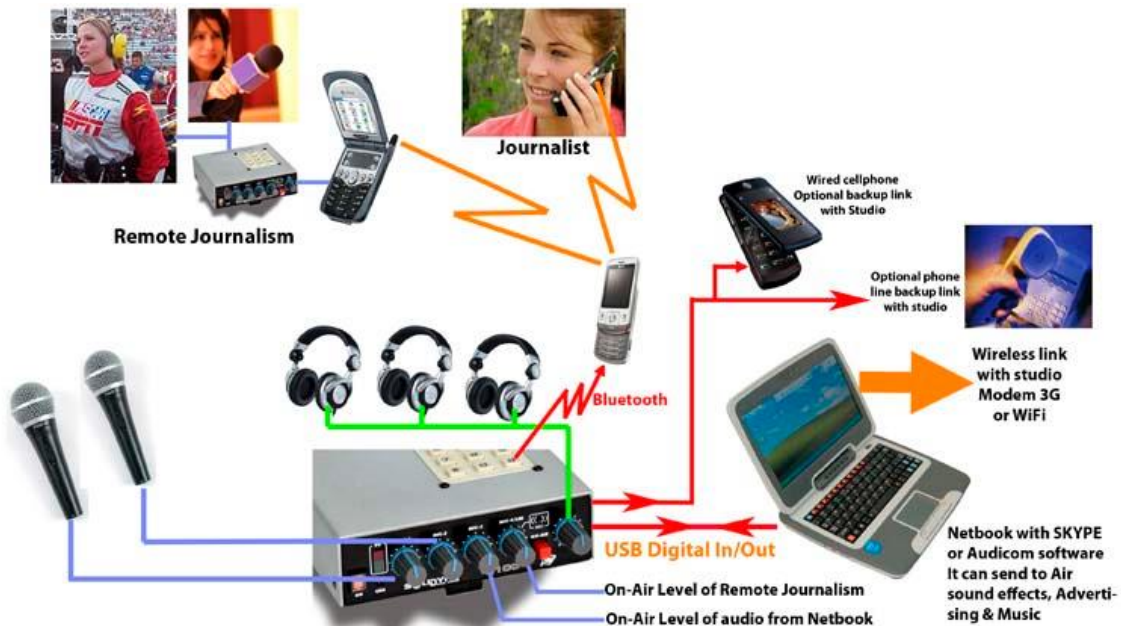 NASCAR
ESPN
Journalist
Remote Journalism
Wired cellphone
Optional backup link
with Studio
Optional phone
line backup link
with studio
Wireless link
with studio
Modem 3G
or WiFi
Bluetooth
USB Digital In/Out
Netbook with SKYPE
or Audicom software
It can send to Air
sound effects, Adverti-
sing & Music
On-Air Level of Remote Journalism
On-Air Level of audio from Netbook